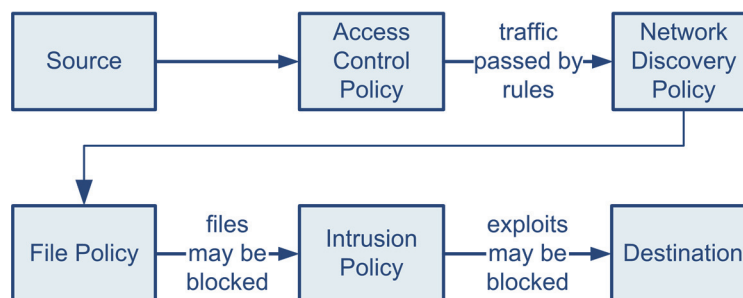 Source
Access
Control
Policy
traffic
passed by
rules
Network
Discovery
Policy
File Policy
files
may be
blocked
Intrusion
Policy
exploits
may be
blocked
Destination